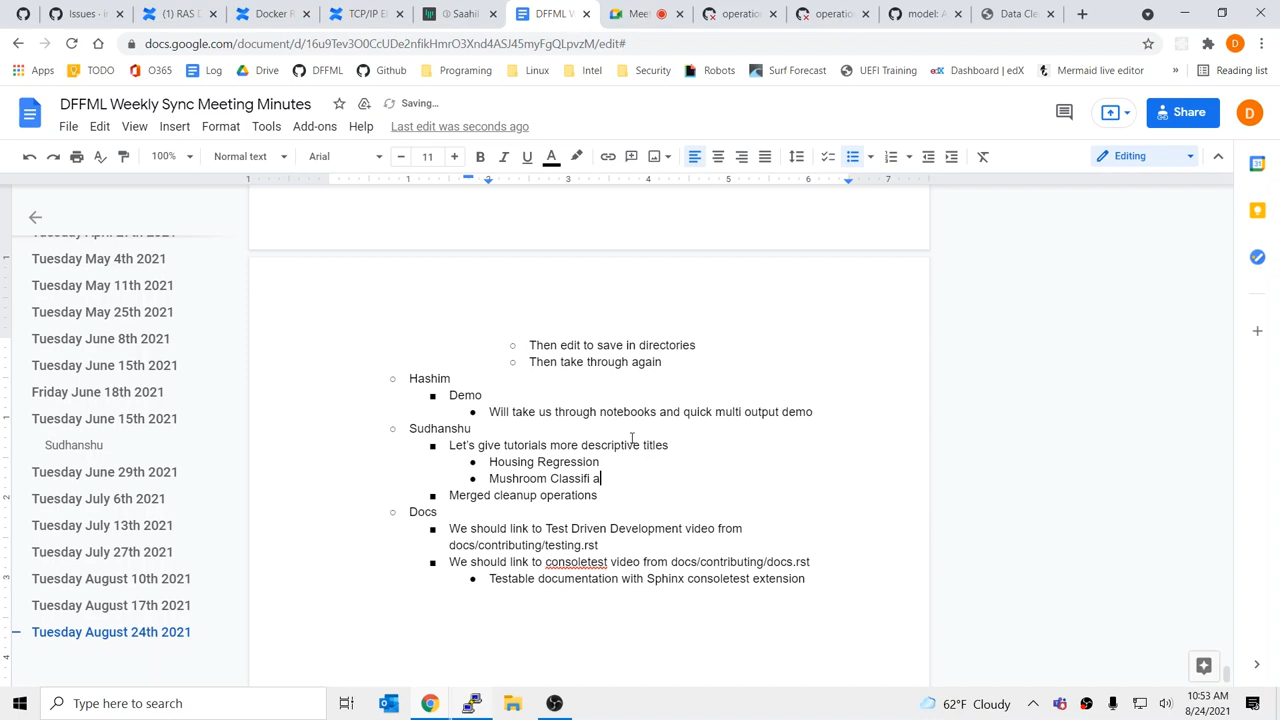 Issues -
(RAS D
TCP/IP E
① Saahil
DFFML W
Meet
operation
operation
model: A
Data Cle
docs.google.com/document/d/16u9Tev3O0CcUDe2nfikHmrO3Xnd4ASJ45myFgQLpvzM/edit#
Apps TODO O365 Log Drive DFFML Github Programing Linux Intel Security Robots Surf Forecast UEFI Training Dashboard | edX Mermaid live editor » Reading list
DFFML Weekly Sync Meeting Minutes Saving…
File Edit View Insert Format Tools Add-ons Help Last edit was seconds ago
Share
D
100% Normal text Arial 11 B I U A Editing
1 1 2 3 4 5 6 7
Tuesday April 27th 2021
Tuesday May 4th 2021
Tuesday May 11th 2021
Tuesday May 25th 2021
Tuesday June 8th 2021
Tuesday June 15th 2021
Friday June 18th 2021
Tuesday June 15th 2021
Sudhanshu
Tuesday June 29th 2021
Tuesday July 6th 2021
Tuesday July 13th 2021
Tuesday July 27th 2021
Tuesday August 10th 2021
Tuesday August 17th 2021
Tuesday August 24th 2021
○ Then edit to save in directories
○ Then take through again
○ Hashim
■ Demo
● Will take us through notebooks and quick multi output demo
○ Sudhanshu
■ Let's give tutorials more descriptive titles
● Housing Regression
● Mushroom Classifi a
■ Merged cleanup operations
○ Docs
■ We should link to Test Driven Development video from
docs/contributing/testing.rst
■ We should link to consoletest video from docs/contributing/docs.rst
● Testable documentation with Sphinx consoletest extension
Type here to search
62°F Cloudy
10:53 AM
8/24/2021